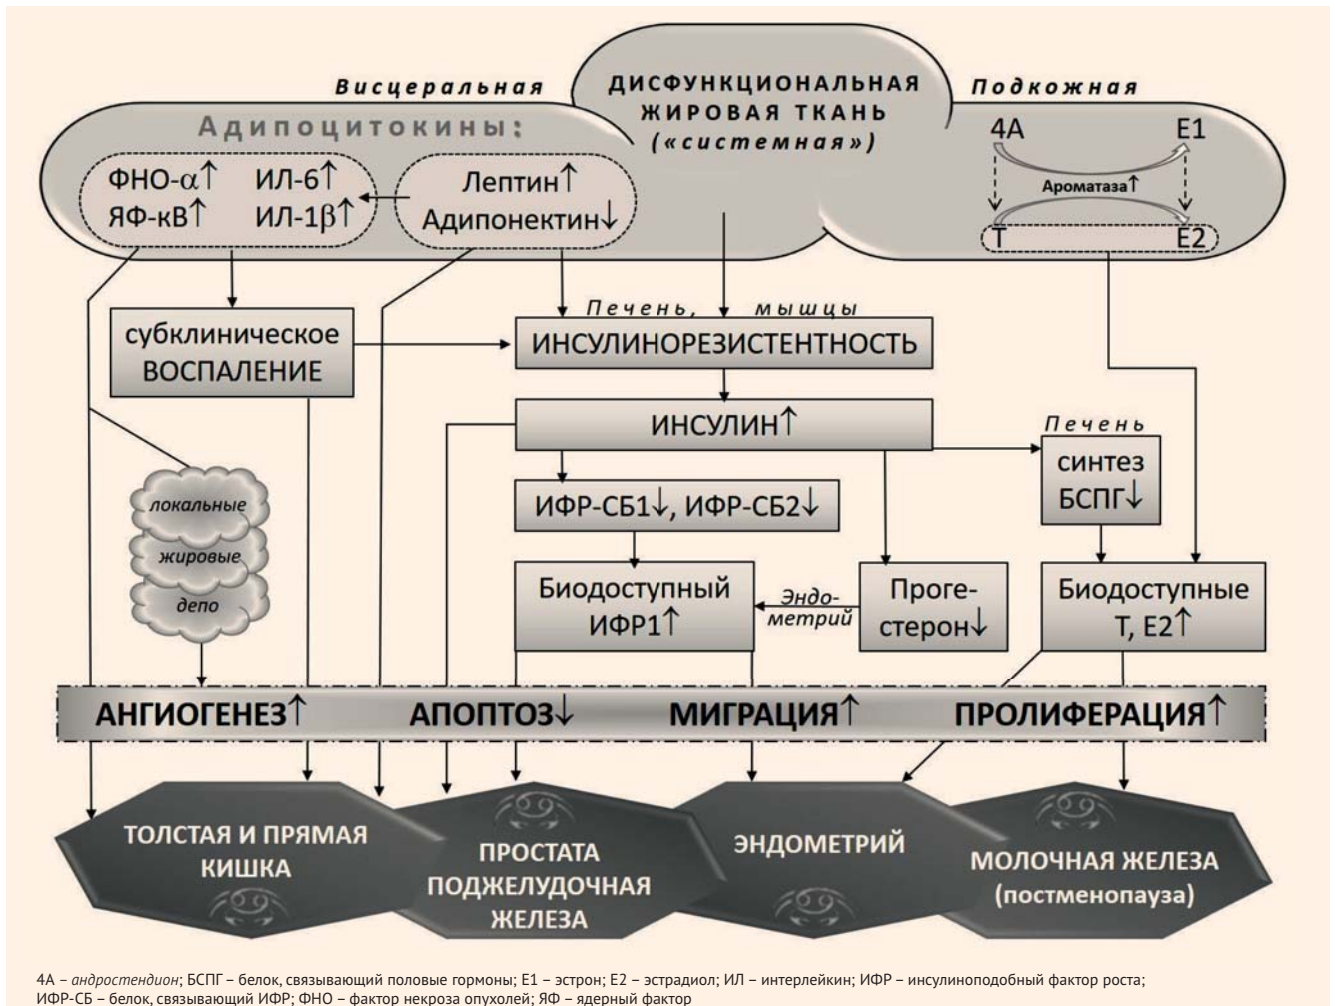 Висцеральная
ДИСФУНКЦИОНАЛЬНАЯ
ЖИРОВАЯ ТКАНЬ
(«системная»)
Подкожная
Адипоцитокины:
ФНО-α↑ ИЛ-6↑
ЯФ-кВ↑ ИЛ-1β↑
Лептин↑
Адипонектин↓
4А Е1
Ароматаза↑
Т Е2
субклиническое
ВОСПАЛЕНИЕ
Печень, мышцы
ИНСУЛИНОРЕЗИСТЕНТНОСТЬ
ИНСУЛИН↑
Печень
синтез
БСПГ↓
ИФР-СБ1↓, ИФР-СБ2↓
локальные
жировые
депо
Биодоступный
ИФР1↑
Эндо-
метрий
Проге-
стерон↓
Биодоступные
Т, Е2↑
АНГИОГЕНЕЗ↑ АПОПТОЗ↓ МИГРАЦИЯ↑ ПРОЛИФЕРАЦИЯ↑
ТОЛСТАЯ И ПРЯМАЯ
КИШКА
ПРОСТАТА
ПОДЖЕЛУДОЧНАЯ
ЖЕЛЕЗА
ЭНДОМЕТРИЙ
МОЛОЧНАЯ ЖЕЛЕЗА
(постменопауза)
4А – андростендион; БСПГ – белок, связывающий половые гормоны; Е1 – эстрон; Е2 – эстрадиол; ИЛ – интерлейкин; ИФР – инсулиноподобный фактор роста;
ИФР-СБ – белок, связывающий ИФР; ФНО – фактор некроза опухолей; ЯФ – ядерный фактор